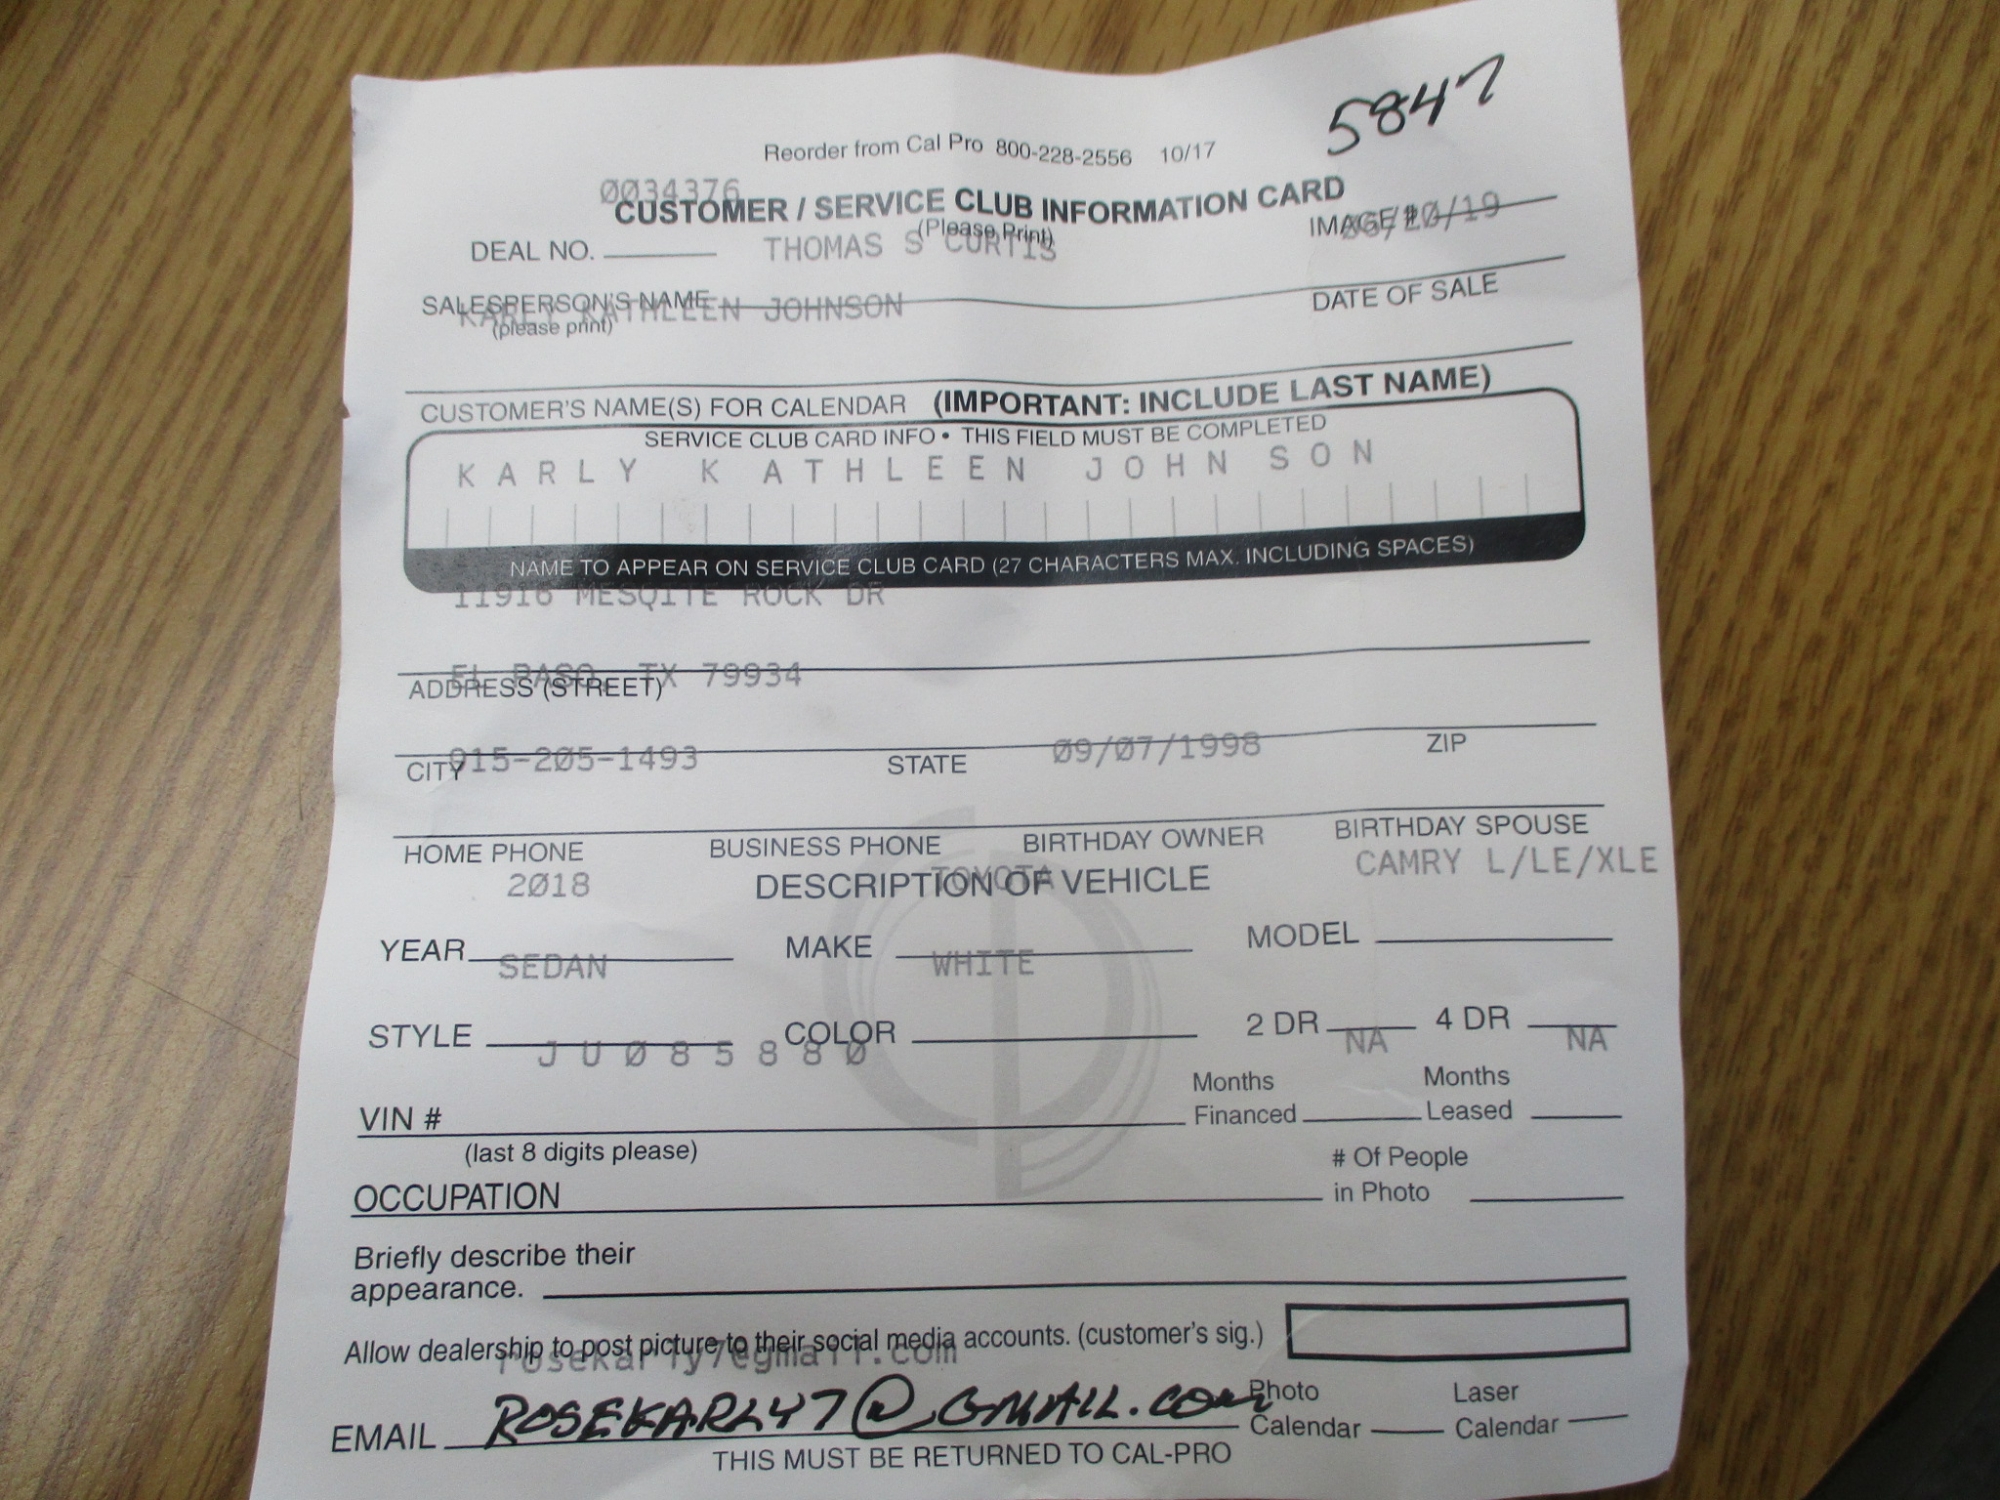 5847
Reorder from Cal Pro 800-228-2556 10/17
0034376
CUSTOMER / SERVICE CLUB INFORMATION CARD
(Please Print)
IMAGE # /20/19
DEAL NO. THOMAS S CURTIS
SALESPERSON'S NAME
KARLY KATHLEEN JOHNSON
(please print)
DATE OF SALE
CUSTOMER'S NAME(S) FOR CALENDAR (IMPORTANT: INCLUDE LAST NAME)
SERVICE CLUB CARD INFO • THIS FIELD MUST BE COMPLETED
KARLY KATHLEEN JOHNSON
NAME TO APPEAR ON SERVICE CLUB CARD (27 CHARACTERS MAX. INCLUDING SPACES)
11916 MESQITE ROCK DR
EL PASO, TX 79934
ADDRESS (STREET)
915-205-1493 09/07/1998
CITY STATE ZIP
HOME PHONE BUSINESS PHONE BIRTHDAY OWNER BIRTHDAY SPOUSE
2018 TOYOTA CAMRY L/LE/XLE
DESCRIPTION OF VEHICLE
YEAR MAKE MODEL
SEDAN WHITE
STYLE COLOR 2 DR 4 DR
JU085880 NA NA
VIN # Months Financed Months Leased
(last 8 digits please)
OCCUPATION # Of People in Photo
Briefly describe their
appearance.
Allow dealership to post picture to their social media accounts. (customer's sig.)
rosekarly7@gmail.com
EMAIL ROSEKARLY7@GMAIL.COM Photo Calendar Laser Calendar
THIS MUST BE RETURNED TO CAL-PRO